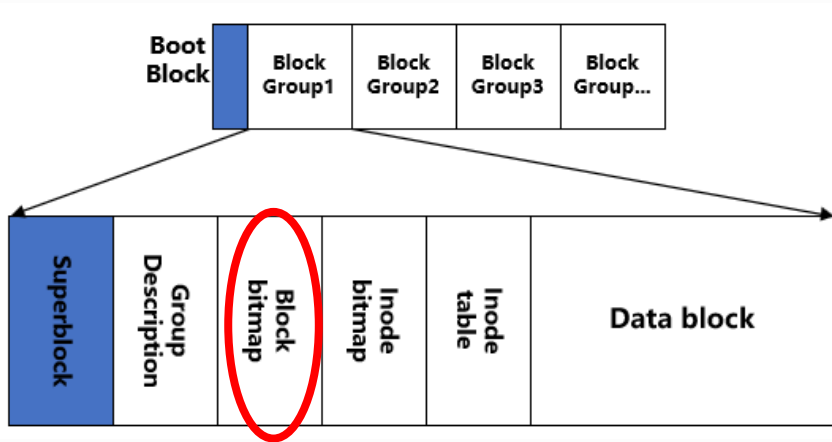 Boot
Block
Block
Group1
Block
Group2
Block
Group3
Block
Group...
Superblock
Group
Description
Block
bitmap
Inode
bitmap
Inode
table
Data block